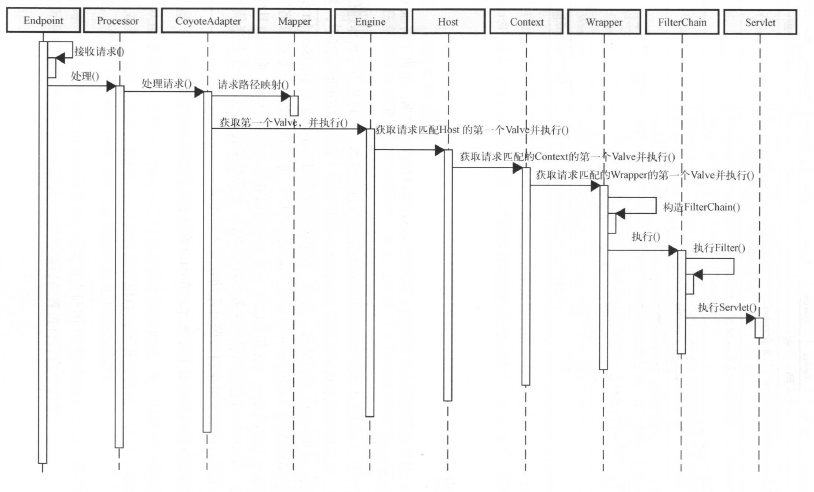 Endpoint
Processor
CoyoteAdapter
Mapper
Engine
Host
Context
Wrapper
FilterChain
Servlet
接收请求()
处理()
处理请求()
请求路径映射()
获取第一个Valve、并执行()
获取请求匹配Host 的第一个Valve并执行()
获取请求匹配的Context的第一个Valve并执行()
获取请求匹配的Wrapper的第一个Valve并执行()
构造FilterChain()
执行()
执行Filter()
执行Servlet()